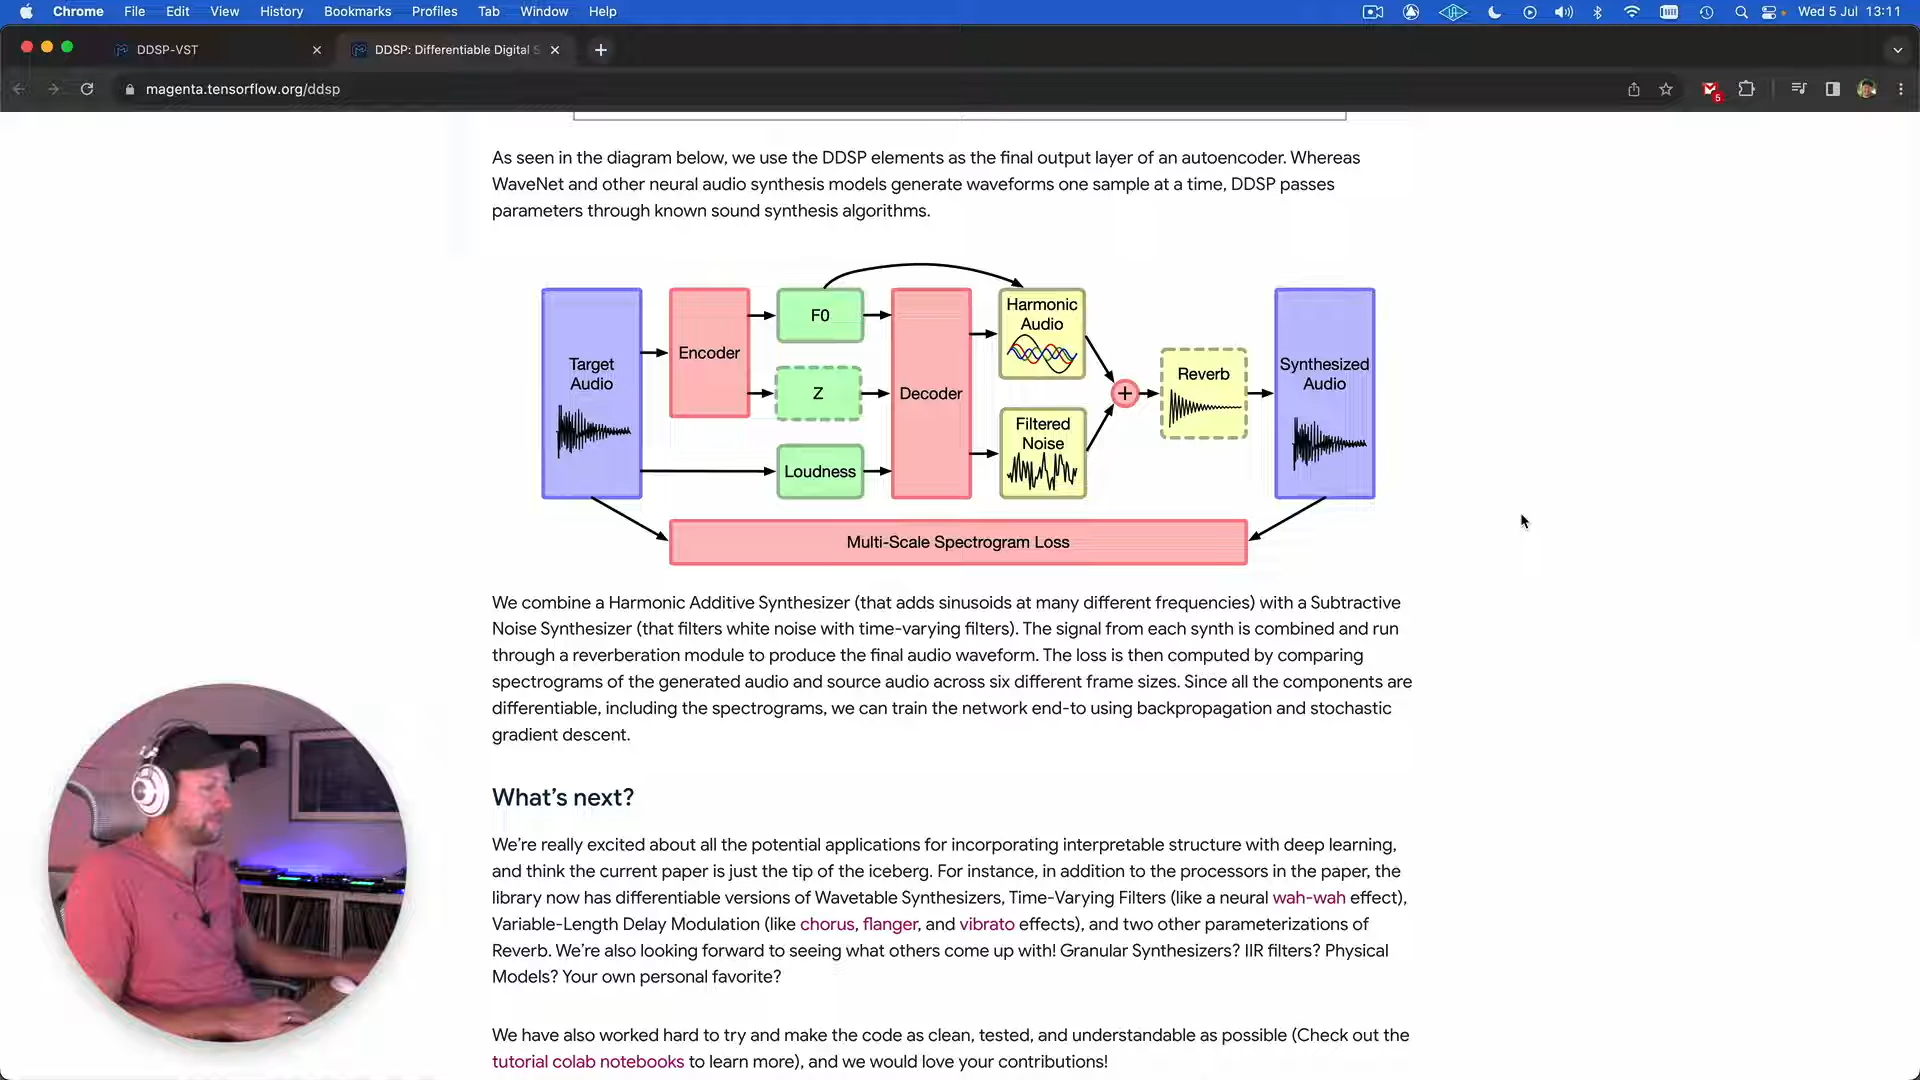 Chrome File Edit View History Bookmarks Profiles Tab Window Help Wed 5 Jul 13:11
DDSP-VST DDSP: Differentiable Digital S
magenta.tensorflow.org/ddsp 5
As seen in the diagram below, we use the DDSP elements as the final output layer of an autoencoder. Whereas
WaveNet and other neural audio synthesis models generate waveforms one sample at a time, DDSP passes
parameters through known sound synthesis algorithms.
Target
Audio
Encoder
F0
Z
Loudness
Decoder
Harmonic
Audio
Filtered
Noise
+
Reverb
Synthesized
Audio
Multi-Scale Spectrogram Loss
We combine a Harmonic Additive Synthesizer (that adds sinusoids at many different frequencies) with a Subtractive
Noise Synthesizer (that filters white noise with time-varying filters). The signal from each synth is combined and run
through a reverberation module to produce the final audio waveform. The loss is then computed by comparing
spectrograms of the generated audio and source audio across six different frame sizes. Since all the components are
differentiable, including the spectrograms, we can train the network end-to using backpropagation and stochastic
gradient descent.
What's next?
We're really excited about all the potential applications for incorporating interpretable structure with deep learning,
and think the current paper is just the tip of the iceberg. For instance, in addition to the processors in the paper, the
library now has differentiable versions of Wavetable Synthesizers, Time-Varying Filters (like a neural wah-wah effect),
Variable-Length Delay Modulation (like chorus, flanger, and vibrato effects), and two other parameterizations of
Reverb. We're also looking forward to seeing what others come up with! Granular Synthesizers? IIR filters? Physical
Models? Your own personal favorite?
We have also worked hard to try and make the code as clean, tested, and understandable as possible (Check out the
tutorial colab notebooks to learn more), and we would love your contributions!